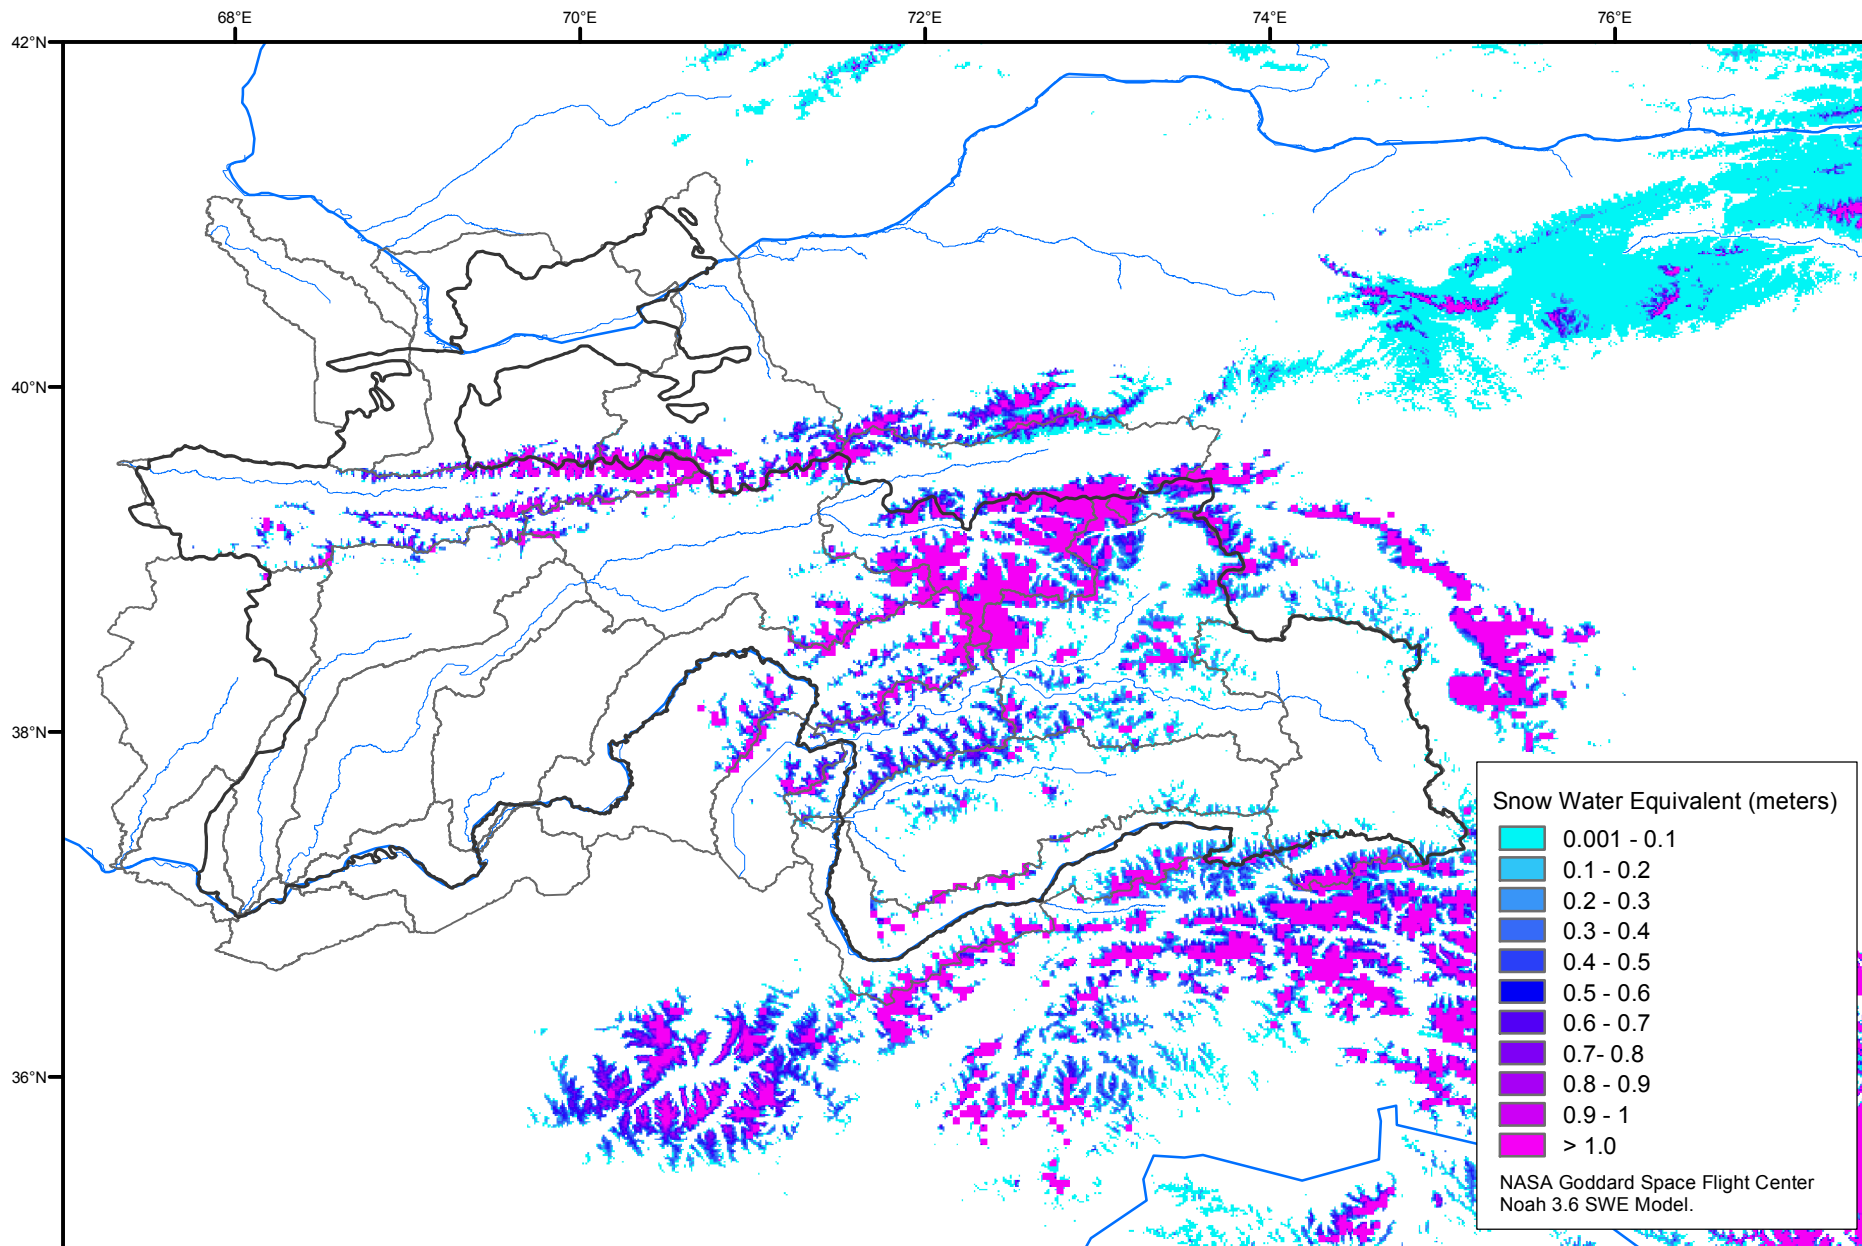 68°E
70°E
72°E
74°E
76°E
42°N
40°N
38°N
36°N
Snow Water Equivalent (meters)
0.001 - 0.1
0.1 - 0.2
0.2 - 0.3
0.3 - 0.4
0.4 - 0.5
0.5 - 0.6
0.6 - 0.7
0.7- 0.8
0.8 - 0.9
0.9 - 1
> 1.0
NASA Goddard Space Flight Center
Noah 3.6 SWE Model.